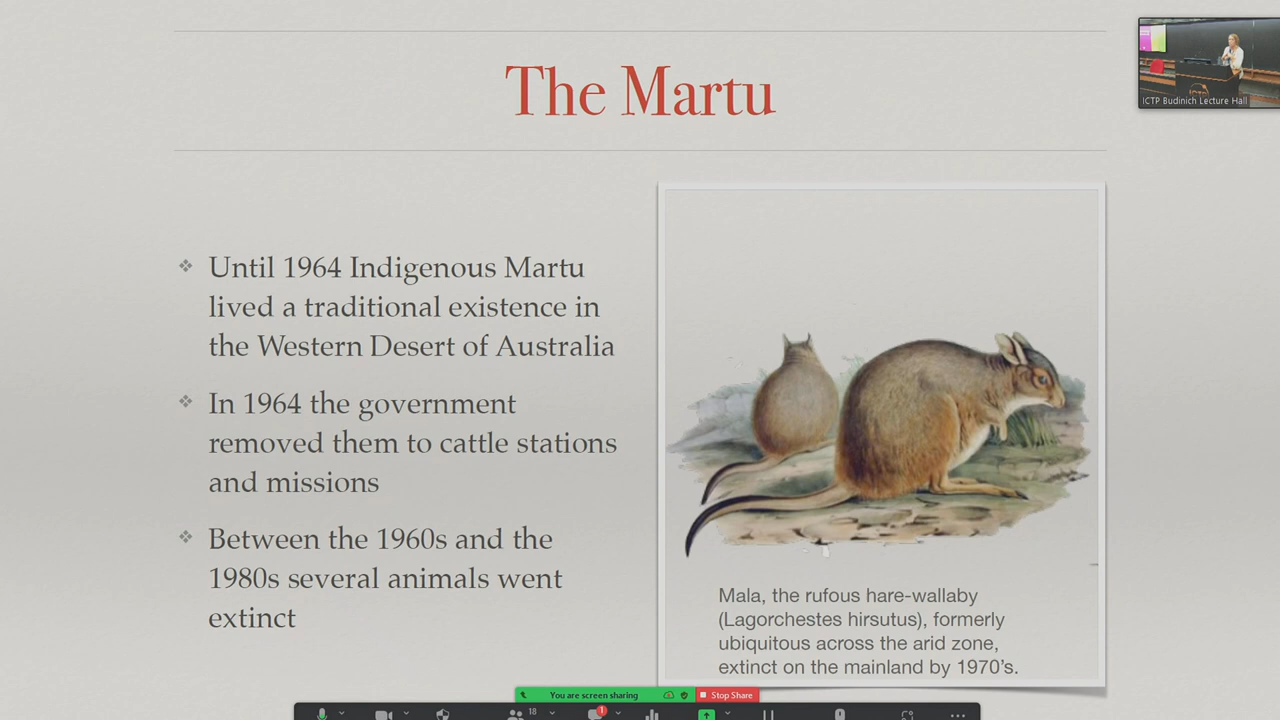 The Martu
ICTP Budinich Lecture Hall
Until 1964 Indigenous Martu
lived a traditional existence in
the Western Desert of Australia
In 1964 the government
removed them to cattle stations
and missions
Between the 1960s and the
1980s several animals went
extinct
Mala, the rufous hare-wallaby
(Lagorchestes hirsutus), formerly
ubiquitous across the arid zone,
extinct on the mainland by 1970's.
You are screen sharing
Stop Share
18
1